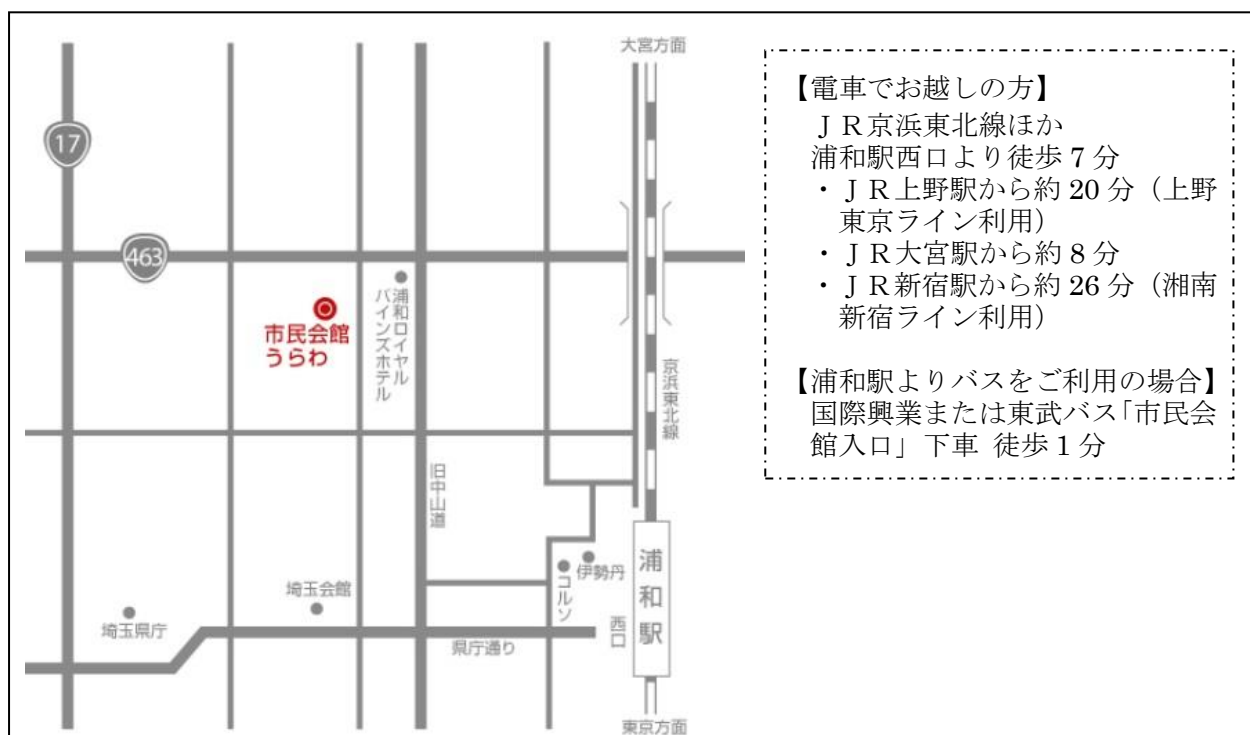 大宮方面
17
463
浦和ロイヤル
パインズホテル
市民会館
うらわ
京浜東北線
旧中山道
伊勢丹
コルソ
浦和駅
西口
埼玉会館
埼玉県庁
県庁通り
東京方面
【電車でお越しの方】
ＪＲ京浜東北線ほか
浦和駅西口より徒歩 7 分
・ＪＲ上野駅から約 20 分（上野
東京ライン利用）
・ＪＲ大宮駅から約 8 分
・ＪＲ新宿駅から約 26 分（湘南
新宿ライン利用）
【浦和駅よりバスをご利用の場合】
国際興業または東武バス「市民会
館入口」下車 徒歩 1 分